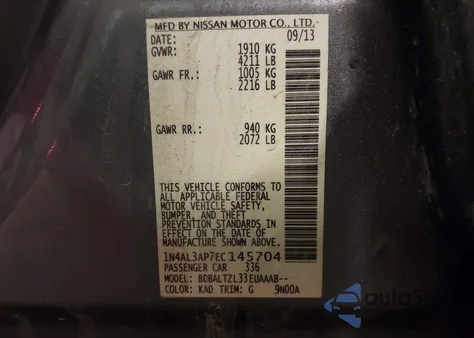 MFD BY NISSAN MOTOR CO., LTD.
DATE: 09/13
GVWR: 1910 KG
4211 LB
GAWR FR.: 1005 KG
2216 LB
GAWR RR.: 940 KG
2072 LB
THIS VEHICLE CONFORMS TO
ALL APPLICABLE FEDERAL
MOTOR VEHICLE SAFETY,
BUMPER, AND THEFT
PREVENTION STANDARDS IN
EFFECT ON THE DATE OF
MANUFACTURE SHOWN ABOVE.
1N4AL3AP7EC145704
PASSENGER CAR 336
MODEL: BDBALTZL33EUAAAB--
COLOR: KAD TRIM: G 9N00A